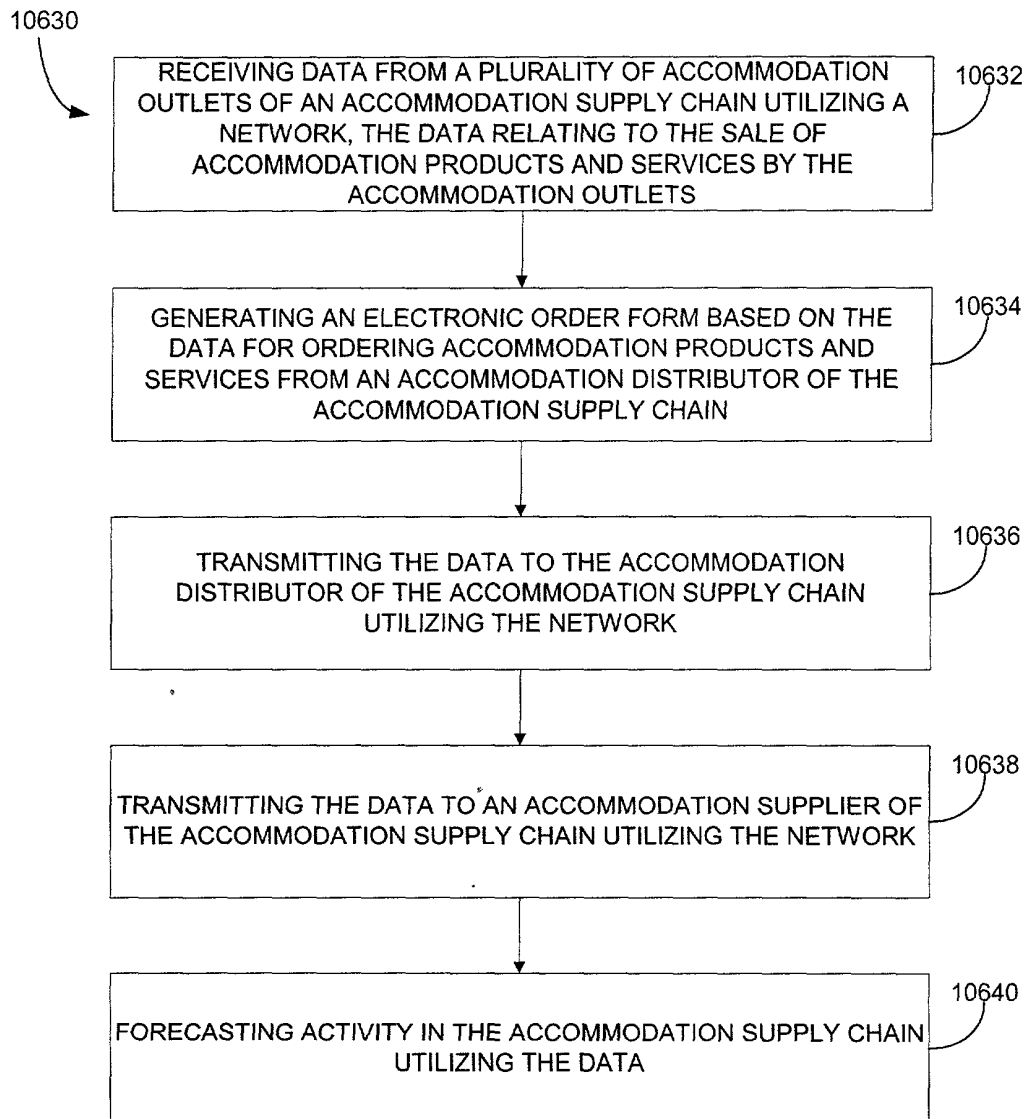 10630
RECEIVING DATA FROM A PLURALITY OF ACCOMMODATION
OUTLETS OF AN ACCOMMODATION SUPPLY CHAIN UTILIZING A
NETWORK, THE DATA RELATING TO THE SALE OF
ACCOMMODATION PRODUCTS AND SERVICES BY THE
ACCOMMODATION OUTLETS
10632
GENERATING AN ELECTRONIC ORDER FORM BASED ON THE
DATA FOR ORDERING ACCOMMODATION PRODUCTS AND
SERVICES FROM AN ACCOMMODATION DISTRIBUTOR OF THE
ACCOMMODATION SUPPLY CHAIN
10634
TRANSMITTING THE DATA TO THE ACCOMMODATION
DISTRIBUTOR OF THE ACCOMMODATION SUPPLY CHAIN
UTILIZING THE NETWORK
10636
TRANSMITTING THE DATA TO AN ACCOMMODATION SUPPLIER OF
THE ACCOMMODATION SUPPLY CHAIN UTILIZING THE NETWORK
10638
FORECASTING ACTIVITY IN THE ACCOMMODATION SUPPLY CHAIN
UTILIZING THE DATA
10640